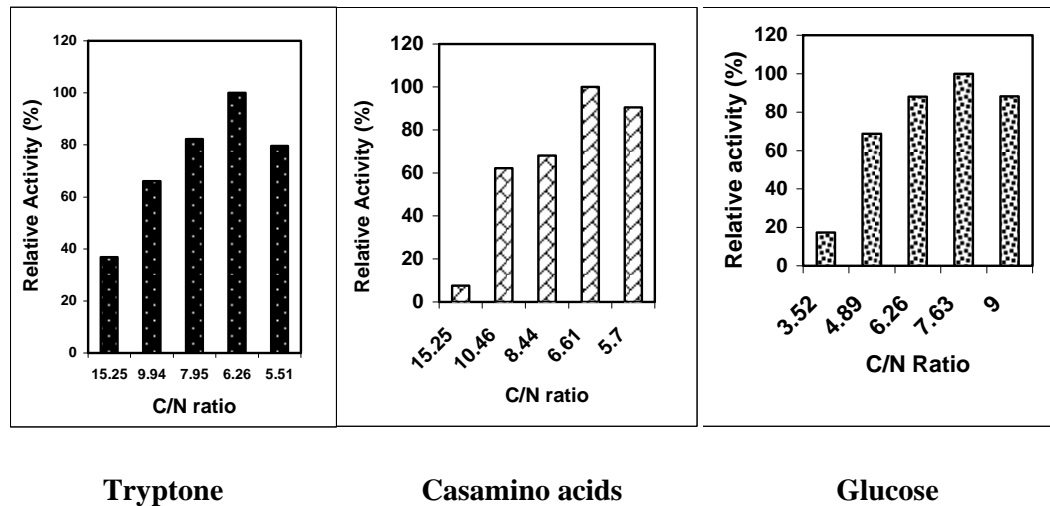 Relative Activity (%)
120
100
80
60
40
20
0
15.25 9.94 7.95 6.26 5.51
C/N ratio
Relative Activity (%)
120
100
80
60
40
20
0
15.25 10.46 8.44 6.61 5.7
C/N ratio
Relative activity (%)
120
100
80
60
40
20
0
3.52 4.89 6.26 7.63 9
C/N Ratio
Tryptone Casamino acids Glucose